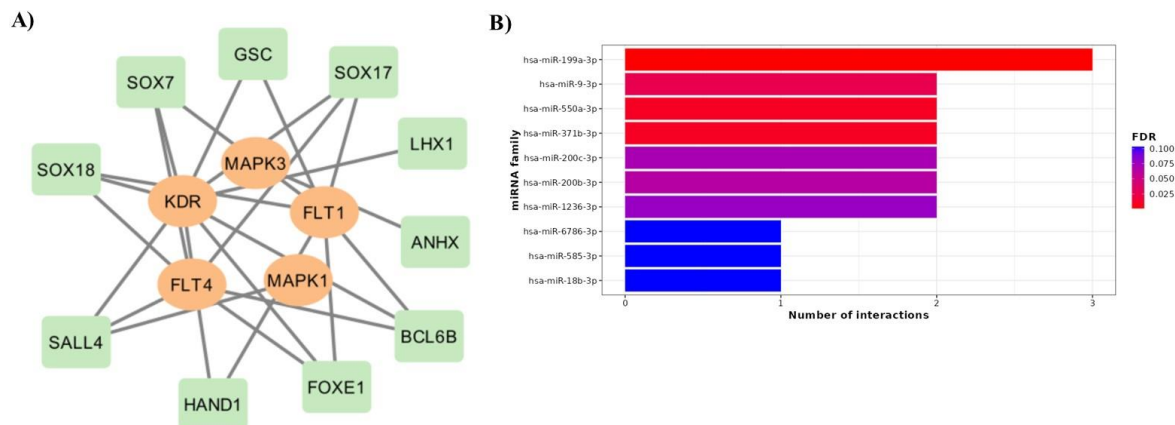 A)
GSC
SOX7
SOX17
LHX1
SOX18
MAPK3
KDR
FLT1
ANHX
FLT4
MAPK1
SALL4
BCL6B
HAND1
FOXE1
B)
miRNA family
hsa-miR-199a-3p
hsa-miR-9-3p
hsa-miR-550a-3p
hsa-miR-371b-3p
hsa-miR-200c-3p
hsa-miR-200b-3p
hsa-miR-1236-3p
hsa-miR-6786-3p
hsa-miR-585-3p
hsa-miR-18b-3p
0 1 2 3
Number of interactions
FDR
0.100
0.075
0.050
0.025